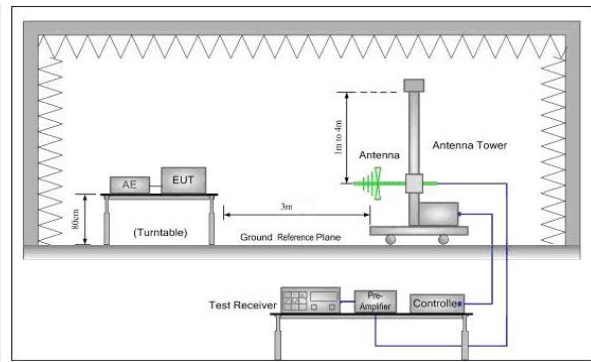 1m to 4m
Antenna
Antenna Tower
AE
EUT
80cm
(Turntable)
3m
Ground Reference Plane
Test Receiver
Pre-
Amplifier
Controller